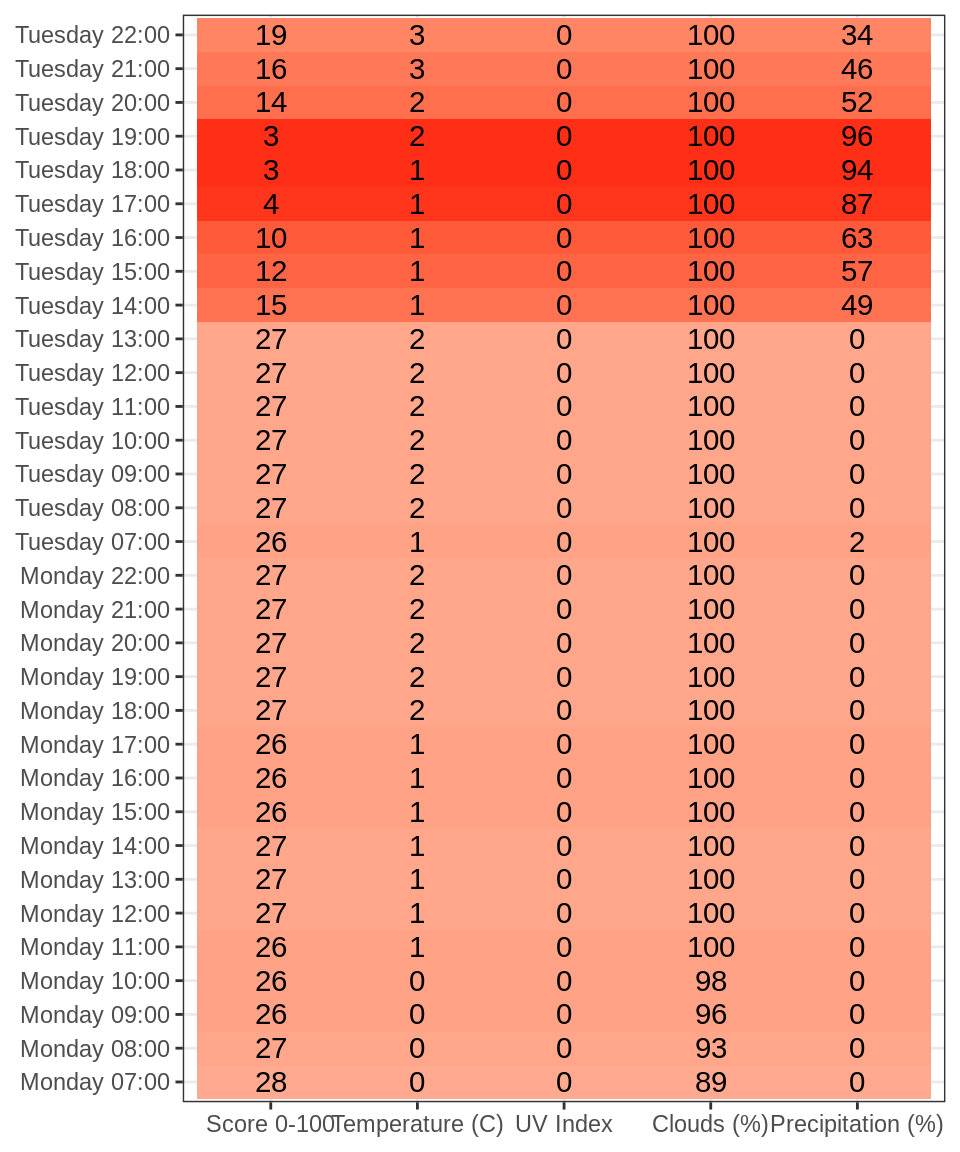 Tuesday 22:00 19 3 0 100 34
Tuesday 21:00 16 3 0 100 46
Tuesday 20:00 14 2 0 100 52
Tuesday 19:00 3 2 0 100 96
Tuesday 18:00 3 1 0 100 94
Tuesday 17:00 4 1 0 100 87
Tuesday 16:00 10 1 0 100 63
Tuesday 15:00 12 1 0 100 57
Tuesday 14:00 15 1 0 100 49
Tuesday 13:00 27 2 0 100 0
Tuesday 12:00 27 2 0 100 0
Tuesday 11:00 27 2 0 100 0
Tuesday 10:00 27 2 0 100 0
Tuesday 09:00 27 2 0 100 0
Tuesday 08:00 27 2 0 100 0
Tuesday 07:00 26 1 0 100 2
Monday 22:00 27 2 0 100 0
Monday 21:00 27 2 0 100 0
Monday 20:00 27 2 0 100 0
Monday 19:00 27 2 0 100 0
Monday 18:00 27 2 0 100 0
Monday 17:00 26 1 0 100 0
Monday 16:00 26 1 0 100 0
Monday 15:00 26 1 0 100 0
Monday 14:00 27 1 0 100 0
Monday 13:00 27 1 0 100 0
Monday 12:00 27 1 0 100 0
Monday 11:00 26 1 0 100 0
Monday 10:00 26 0 0 98 0
Monday 09:00 26 0 0 96 0
Monday 08:00 27 0 0 93 0
Monday 07:00 28 0 0 89 0
Score 0-100 Temperature (C) UV Index Clouds (%) Precipitation (%)